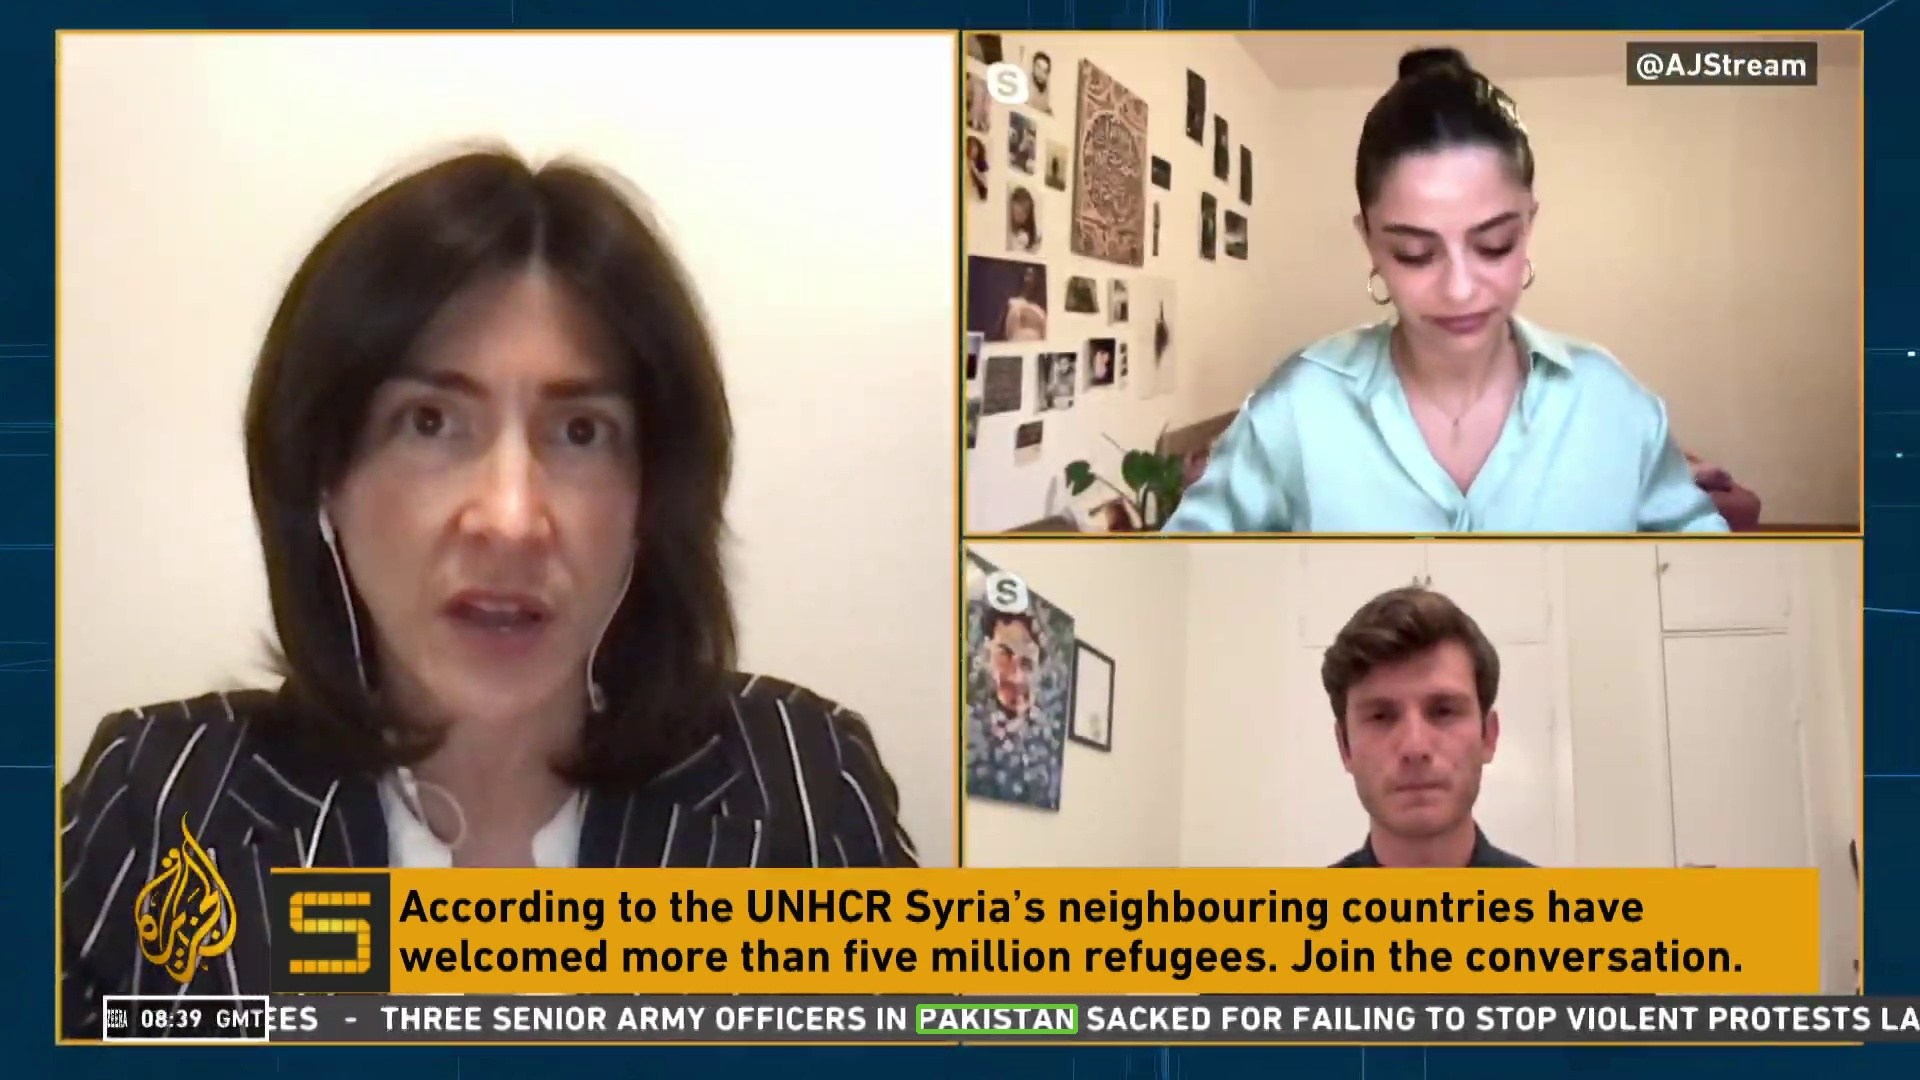 @AJStream
According to the UNHCR Syria's neighbouring countries have
welcomed more than five million refugees. Join the conversation.
08:39 GMT
EES - THREE SENIOR ARMY OFFICERS IN PAKISTAN SACKED FOR FAILING TO STOP VIOLENT PROTESTS LA